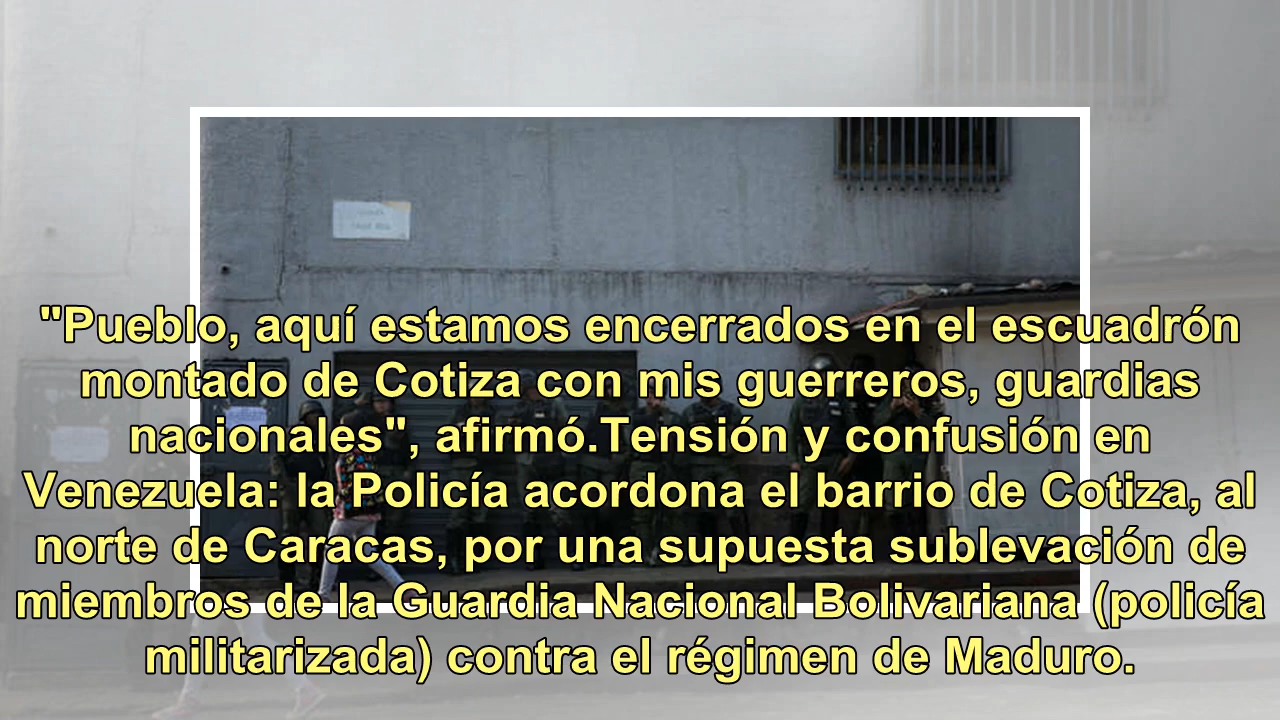 "Pueblo, aquí estamos encerrados en el escuadrón
montado de Cotiza con mis guerreros, guardias
nacionales", afirmó.Tensión y confusión en
Venezuela: la Policía acordona el barrio de Cotiza, al
norte de Caracas, por una supuesta sublevación de
miembros de la Guardia Nacional Bolivariana (policía
militarizada) contra el régimen de Maduro.